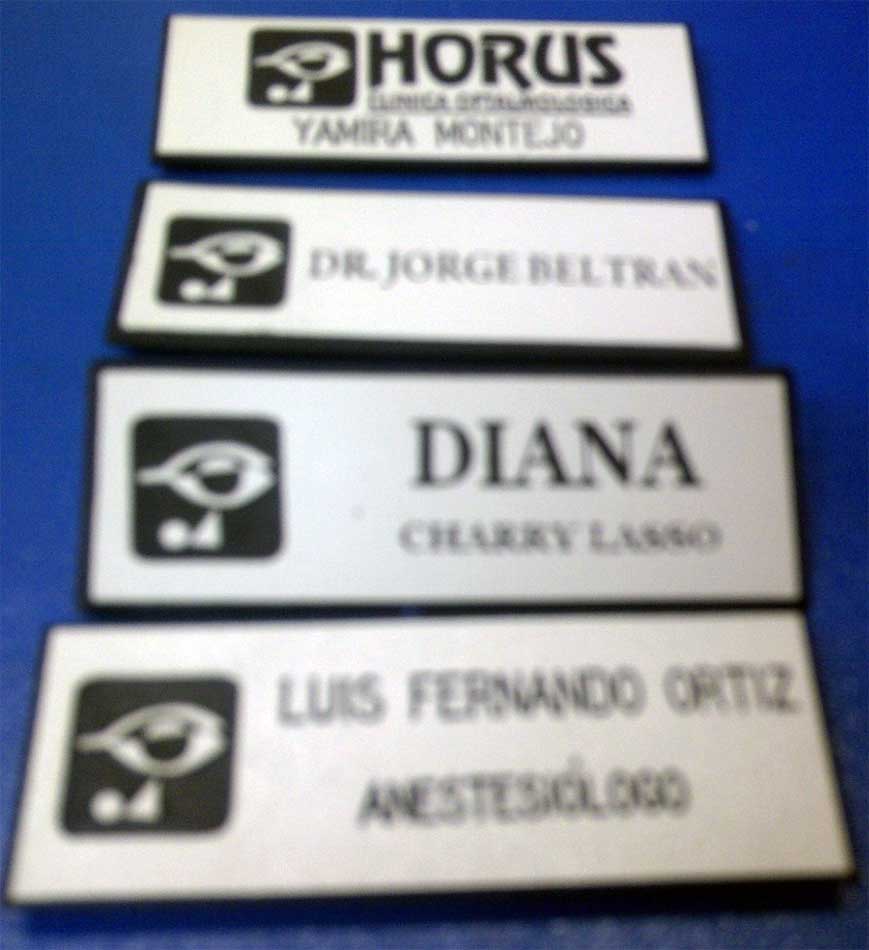 HORUS
CLINICA OFTALMOLOGICA
YAMIRA MONTEJO
DR. JORGE BELTRAN
DIANA
CHARRY LASSO
LUIS FERNANDO ORTIZ
ANESTESIÓLOGO